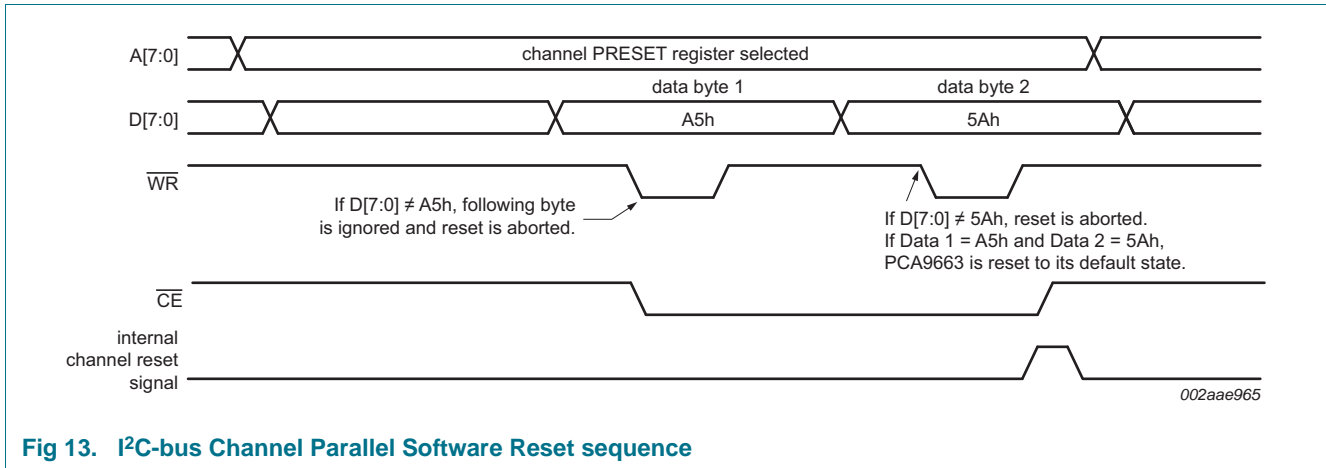 A[7:0]
channel PRESET register selected
data byte 1
data byte 2
D[7:0]
A5h
5Ah
WR
If D[7:0] ≠ A5h, following byte
is ignored and reset is aborted.
If D[7:0] ≠ 5Ah, reset is aborted.
If Data 1 = A5h and Data 2 = 5Ah,
PCA9663 is reset to its default state.
CE
internal
channel reset
signal
002aae965
Fig 13. I²C-bus Channel Parallel Software Reset sequence